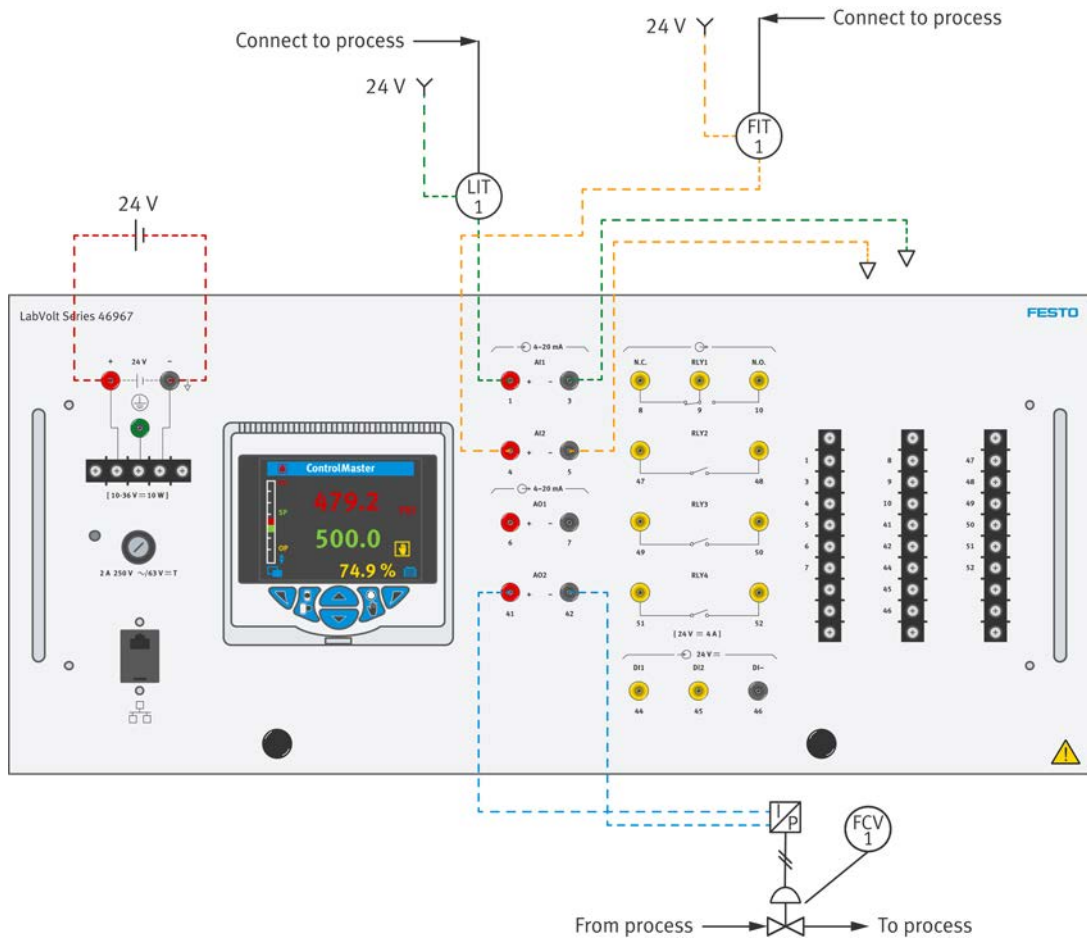 24 V
Connect to process
Connect to process
24 V
FIT
1
LIT
1
24 V
LabVolt Series 46967
FESTO
+ 24 V -
4-20 mA
AI1
+ -
1 3
AI2
+ -
4 5
4-20 mA
AO1
+ -
6 7
AO2
+ -
41 42
N.C. RLY1 N.O.
8 9 10
RLY2
47 48
RLY3
49 50
RLY4
51 52
[ 24 V ⎓ 4 A ]
24 V ⎓
DI1 DI2 DI-
44 45 46
[ 10-36 V ⎓ 10 W ]
2 A 250 V ~/63 V ⎓ T
ControlMaster
479.2
SP
500.0
OP
74.9 %
1 8 47
3 9 48
4 10 49
5 41 50
6 42 51
7 44 52
45
46
I
P
FCV
1
From process
To process